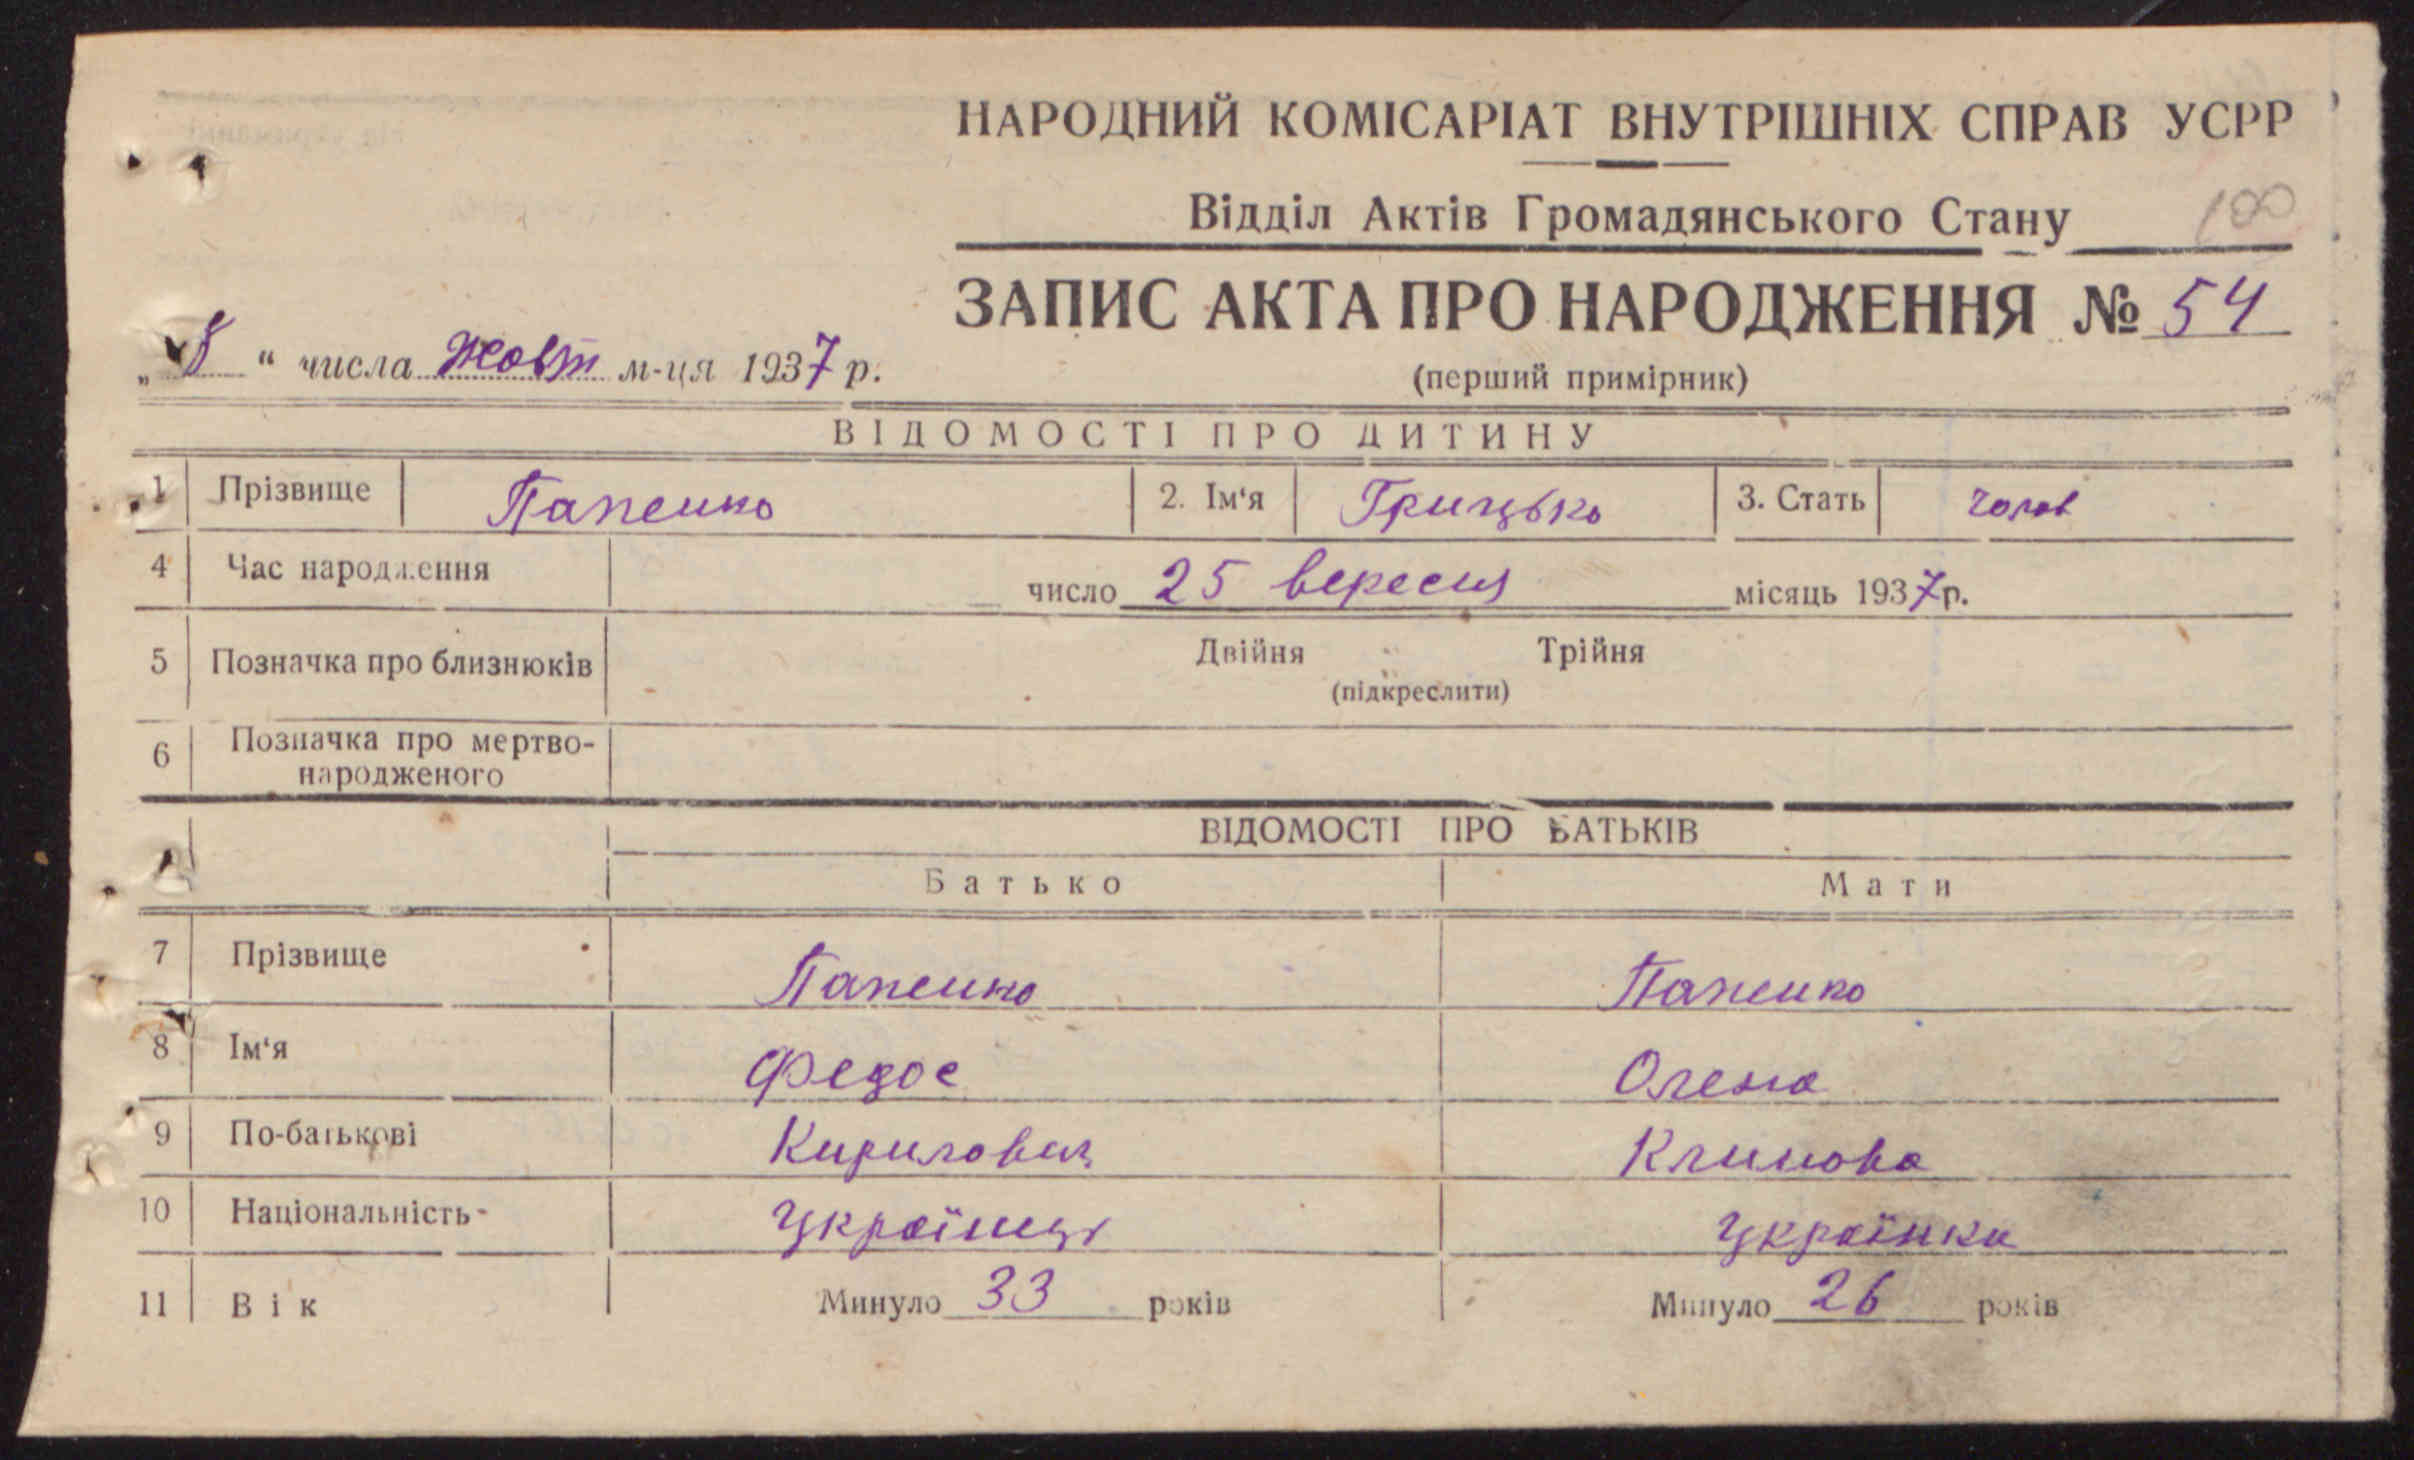 НАРОДНИЙ КОМІСАРІАТ ВНУТРІШНІХ СПРАВ УСРР
Відділ Актів Громадянського Стану 100
ЗАПИС АКТА ПРО НАРОДЖЕННЯ № 54
„8“ числа жовт м-ця 1937 р.
(перший примірник)
ВІДОМОСТІ ПРО ДИТИНУ
1 Прізвище Папенко 2. Ім‘я Грицько 3. Стать чолов
4 Час народження число 25 вересня місяць 1937р.
5 Позначка про близнюків Двійня Трійня
(підкреслити)
6 Позначка про мертво-
народженого
ВІДОМОСТІ ПРО БАТЬКІВ
Батько Мати
7 Прізвище Папенко Папенко
8 Ім‘я Федос Олена
9 По-батькові Кирилович Климова
10 Національність Українець Українка
11 Вік Минуло 33 років Минуло 26 років